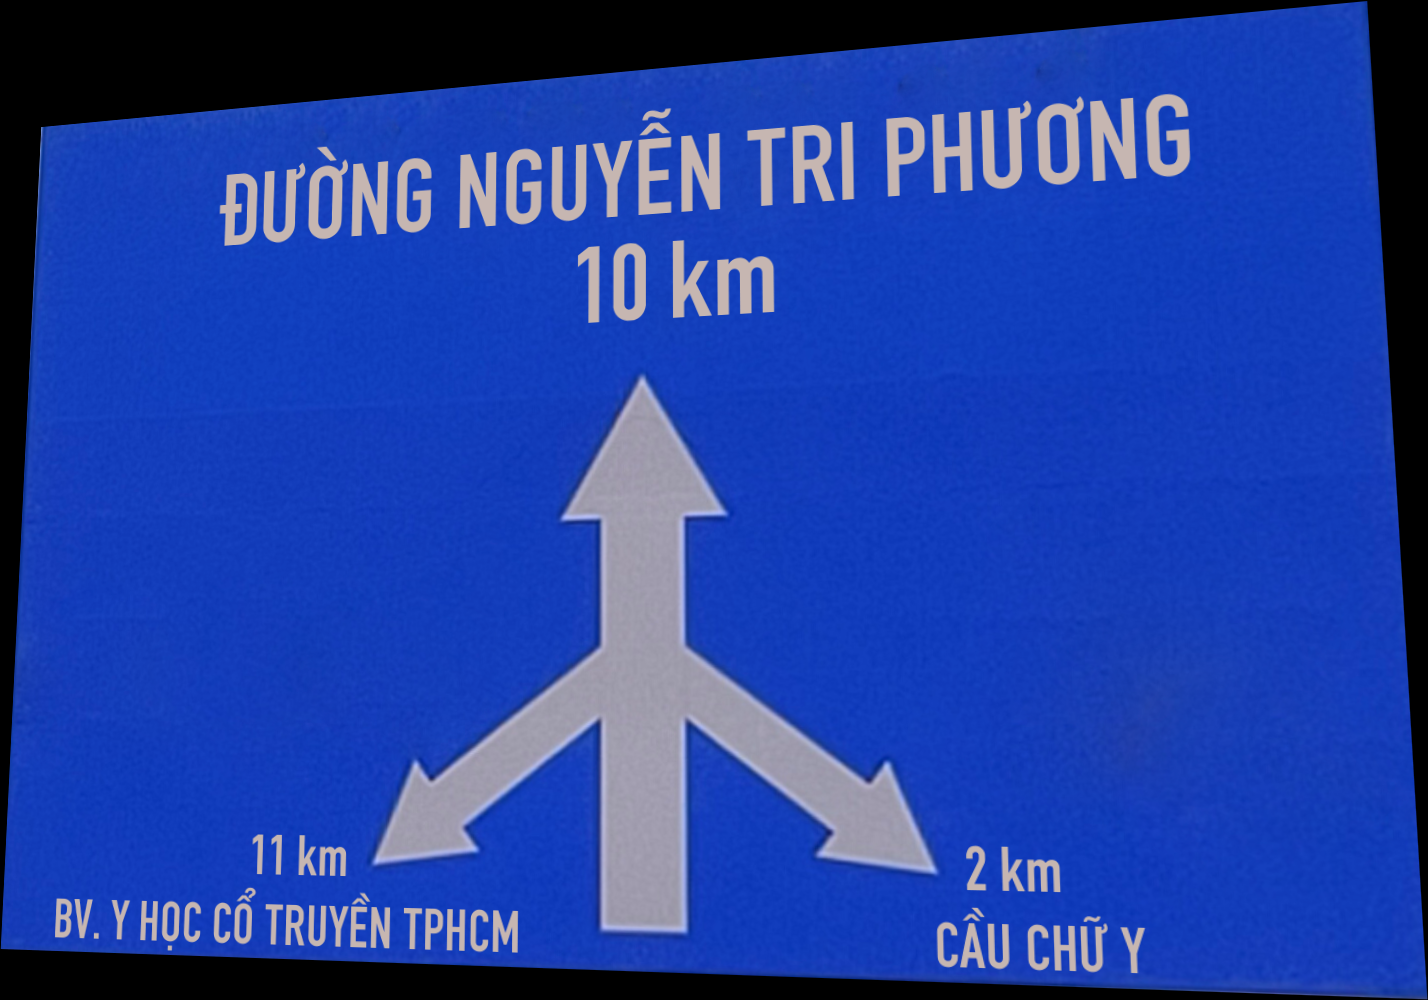 ĐƯỜNG NGUYỄN TRI PHƯƠNG
10 km
11 km
BV. Y HỌC CỔ TRUYỀN TPHCM
2 km
CẦU CHỮ Y